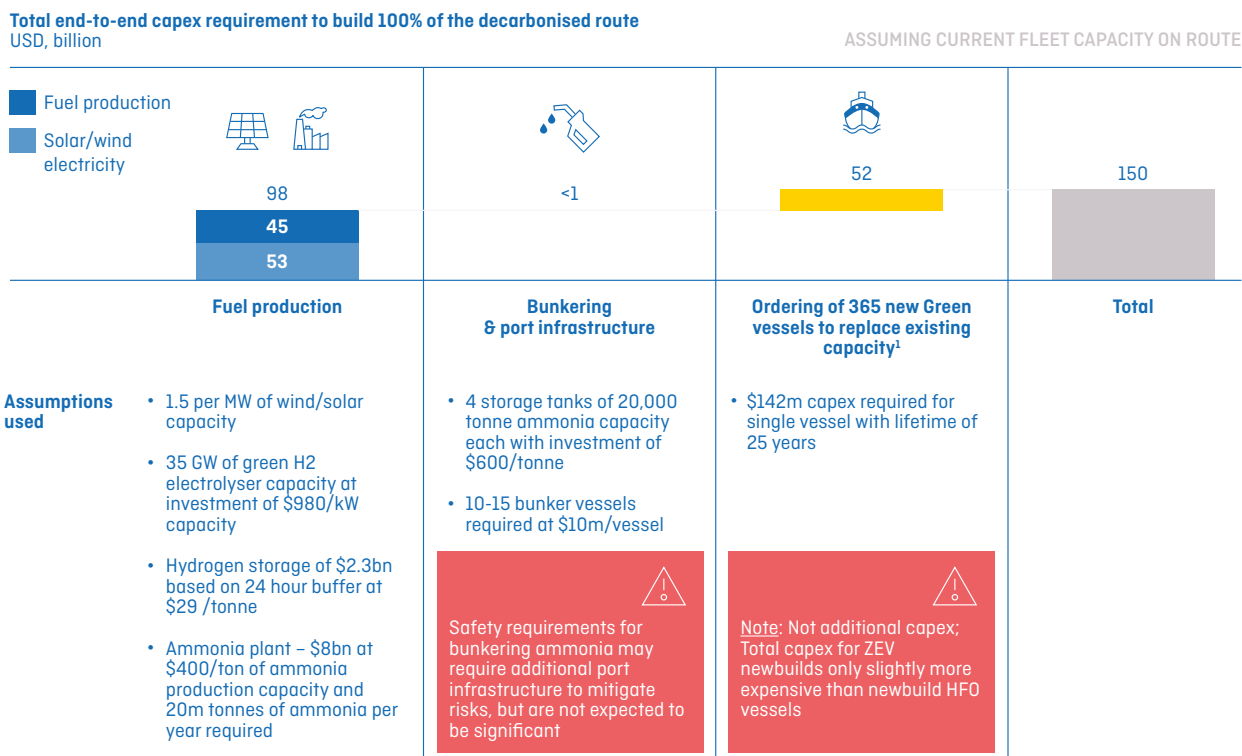 Total end-to-end capex requirement to build 100% of the decarbonised route
USD, billion
ASSUMING CURRENT FLEET CAPACITY ON ROUTE
Fuel production
Solar/wind
electricity
98
45
53
<1
52
150
Fuel production
Bunkering
& port infrastructure
Ordering of 365 new Green
vessels to replace existing
capacity¹
Total
Assumptions
used
• 1.5 per MW of wind/solar
capacity
• 35 GW of green H2
electrolyser capacity at
investment of $980/kW
capacity
• Hydrogen storage of $2.3bn
based on 24 hour buffer at
$29 /tonne
• Ammonia plant – $8bn at
$400/ton of ammonia
production capacity and
20m tonnes of ammonia per
year required
• 4 storage tanks of 20,000
tonne ammonia capacity
each with investment of
$600/tonne
• 10-15 bunker vessels
required at $10m/vessel
Safety requirements for
bunkering ammonia may
require additional port
infrastructure to mitigate
risks, but are not expected to
be significant
• $142m capex required for
single vessel with lifetime of
25 years
Note: Not additional capex;
Total capex for ZEV
newbuilds only slightly more
expensive than newbuild HFO
vessels